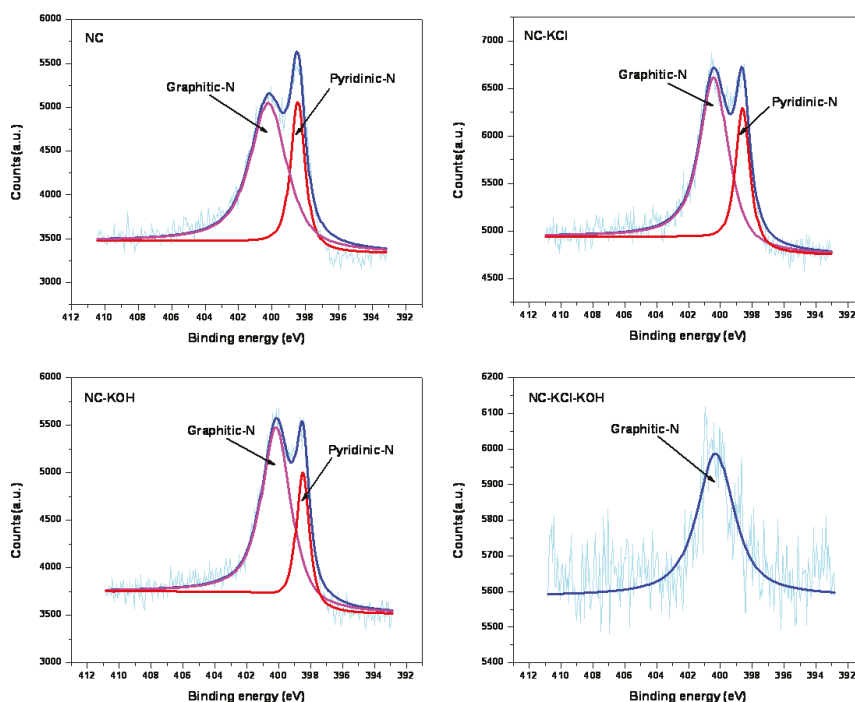 NC
Graphitic-N
Pyridinic-N
Counts(a.u.)
6000
5500
5000
4500
4000
3500
3000
412 410 408 406 404 402 400 398 396 394 392
Binding energy (eV)
NC-KCl
Graphitic-N
Pyridinic-N
Counts(a.u.)
7000
6500
6000
5500
5000
4500
412 410 408 406 404 402 400 398 396 394 392
Binding energy (eV)
NC-KOH
Graphitic-N
Pyridinic-N
Counts(a.u.)
6000
5500
5000
4500
4000
3500
3000
412 410 408 406 404 402 400 398 396 394 392
Binding energy (eV)
NC-KCl-KOH
Graphitic-N
Counts(a.u.)
6200
6100
6000
5900
5800
5700
5600
5500
5400
412 410 408 406 404 402 400 398 396 394 392
Binding energy (eV)